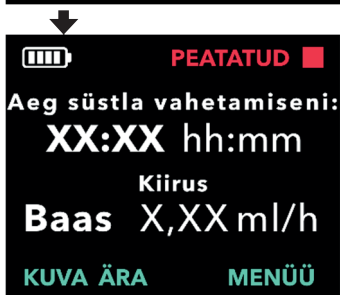 PEATATUD
Aeg süstla vahetamiseni:
XX:XX hh:mm
Kiirus
Baas X,XX ml/h
KUVA ÄRA MENÜÜ